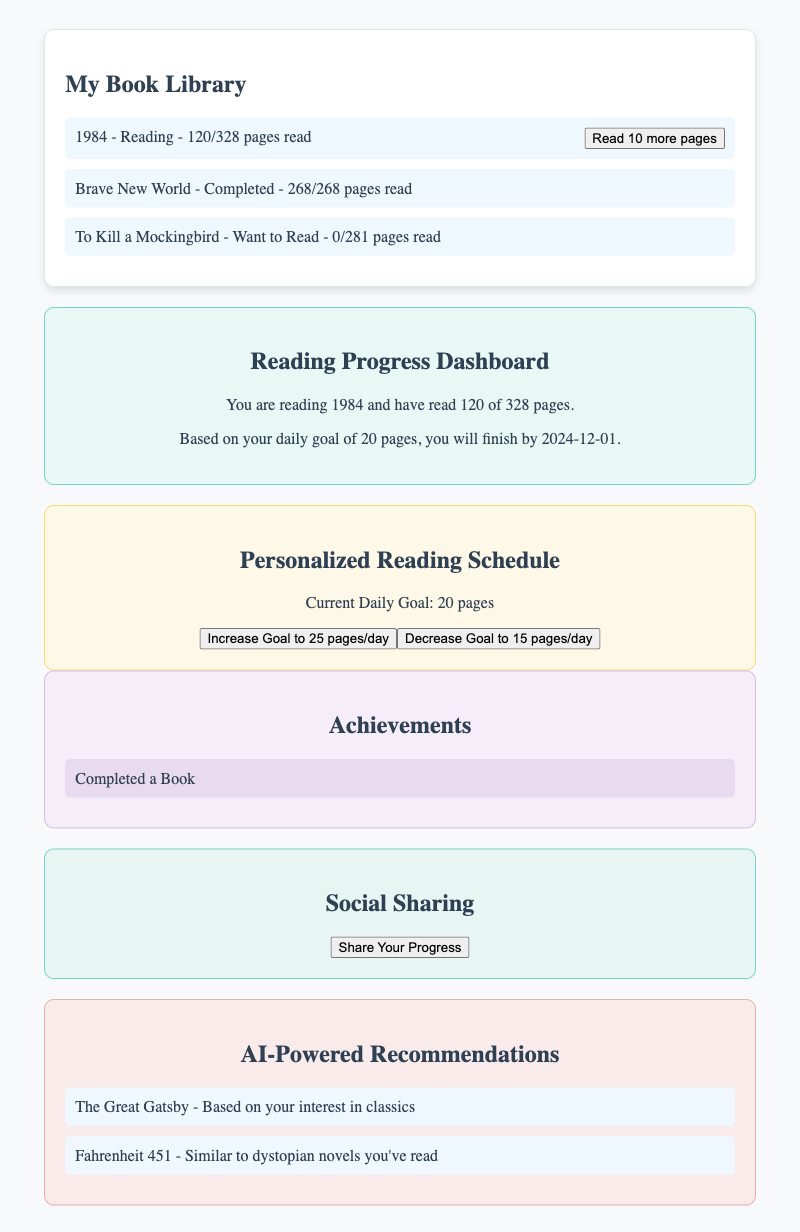 My Book Library
1984 - Reading - 120/328 pages read
Read 10 more pages
Brave New World - Completed - 268/268 pages read
To Kill a Mockingbird - Want to Read - 0/281 pages read
Reading Progress Dashboard
You are reading 1984 and have read 120 of 328 pages.
Based on your daily goal of 20 pages, you will finish by 2024-12-01.
Personalized Reading Schedule
Current Daily Goal: 20 pages
Increase Goal to 25 pages/day
Decrease Goal to 15 pages/day
Achievements
Completed a Book
Social Sharing
Share Your Progress
AI-Powered Recommendations
The Great Gatsby - Based on your interest in classics
Fahrenheit 451 - Similar to dystopian novels you've read